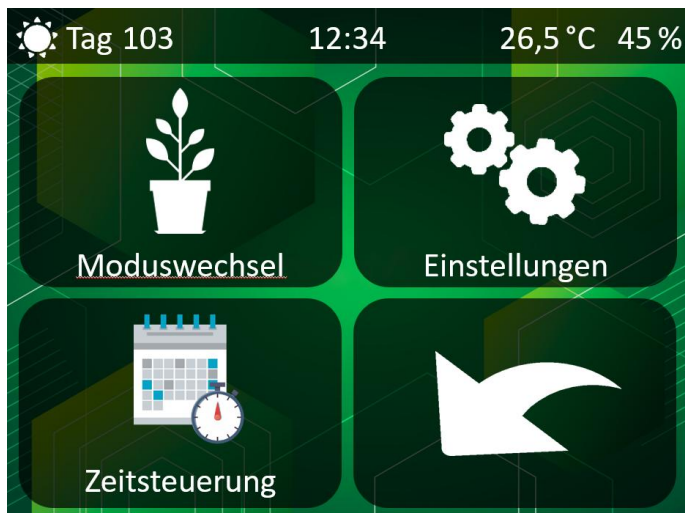 Tag 103 12:34 26,5 °C 45 %
Moduswechsel Einstellungen
Zeitsteuerung